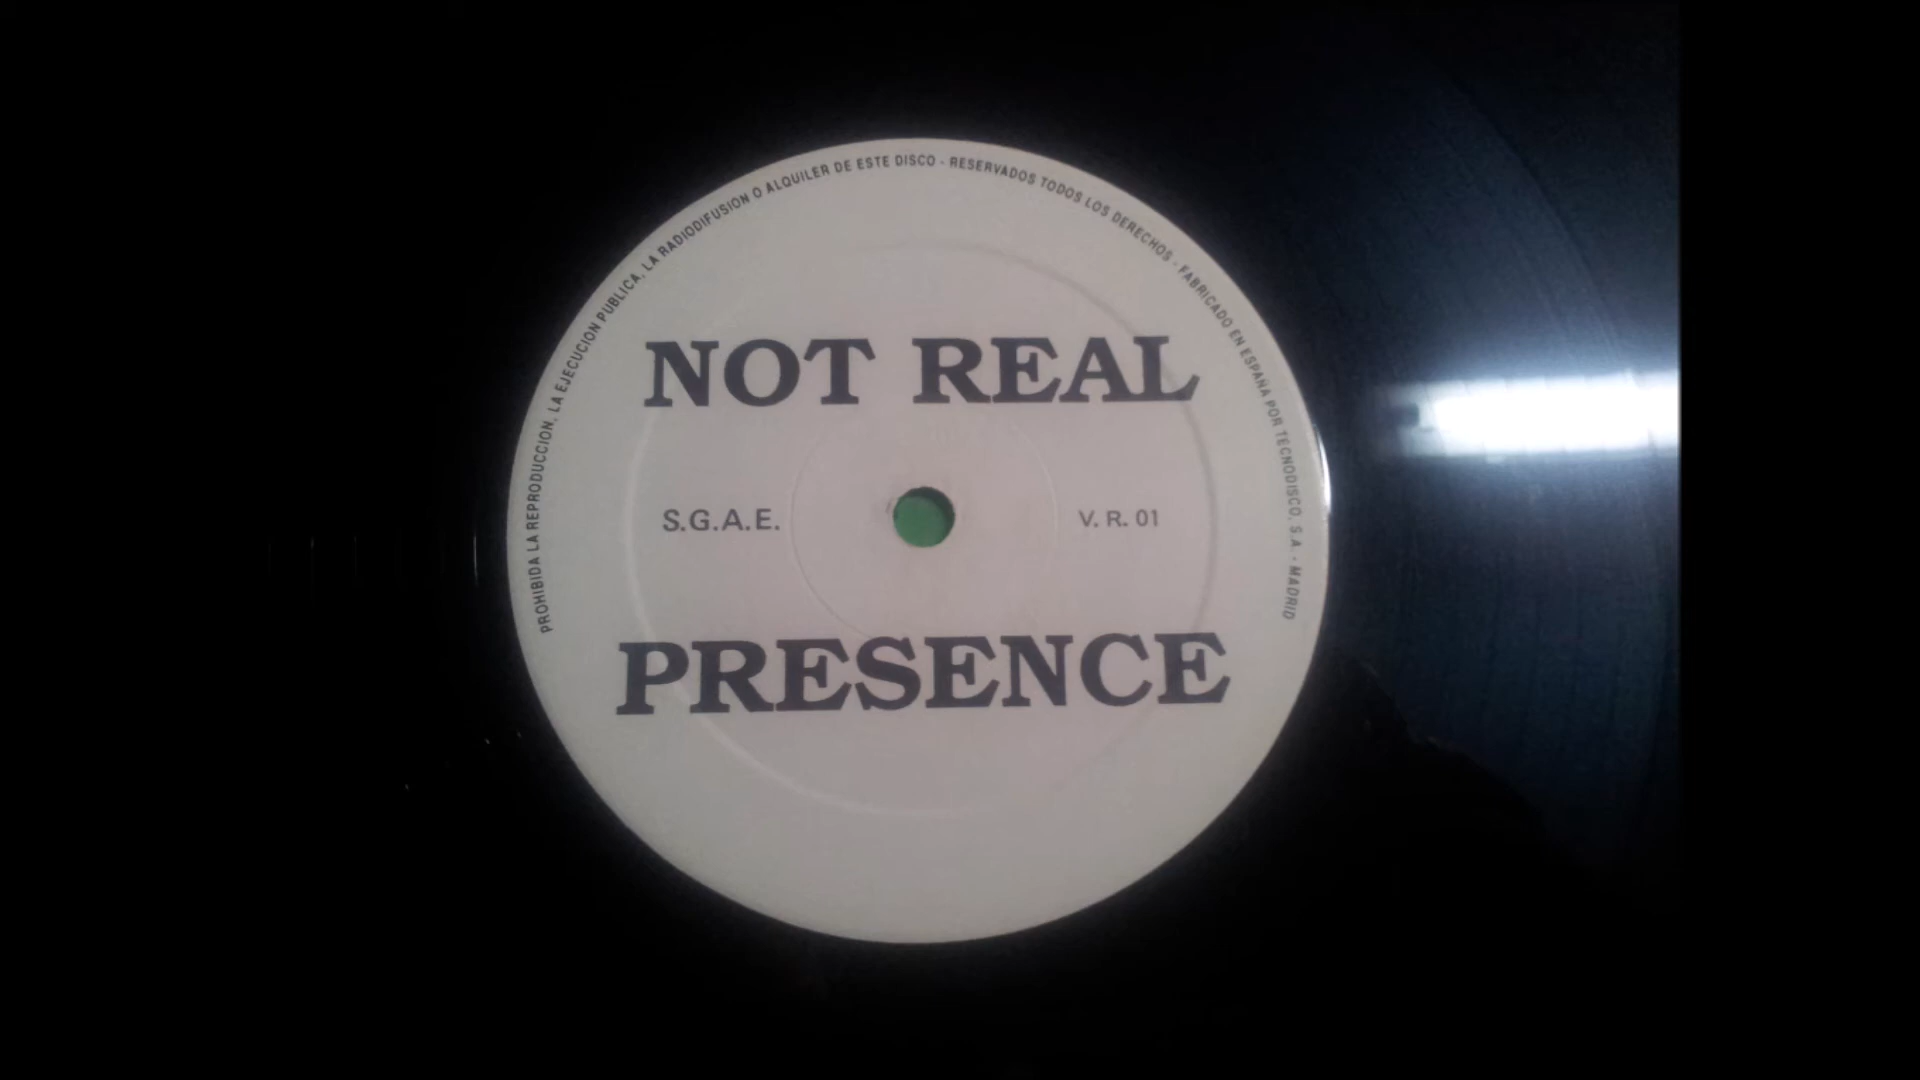 PROHIBIDA LA REPRODUCCION, LA EJECUCION PUBLICA, LA RADIODIFUSION O ALQUILER DE ESTE DISCO - RESERVADOS TODOS LOS DERECHOS - FABRICADO EN ESPAÑA POR TECNODISCO, S.A. - MADRID
NOT REAL
S.G.A.E. V. R. 01
PRESENCE